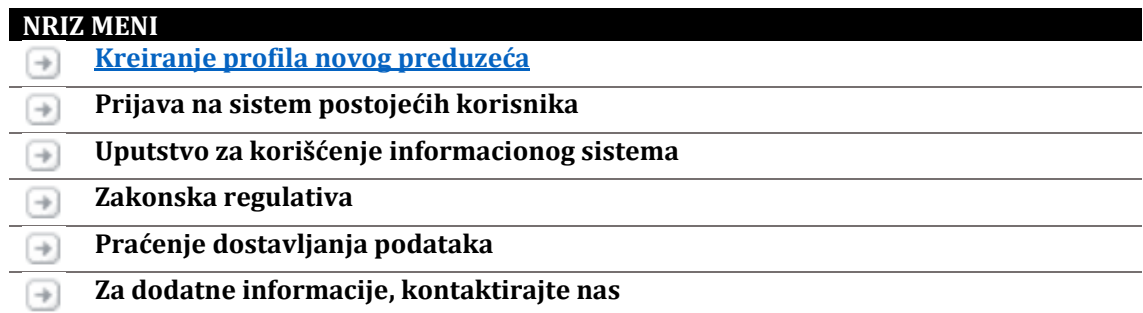 NRIZ MENI
Kreiranje profila novog preduzeća
Prijava na sistem postojećih korisnika
Uputstvo za korišćenje informacionog sistema
Zakonska regulativa
Praćenje dostavljanja podataka
Za dodatne informacije, kontaktirajte nas